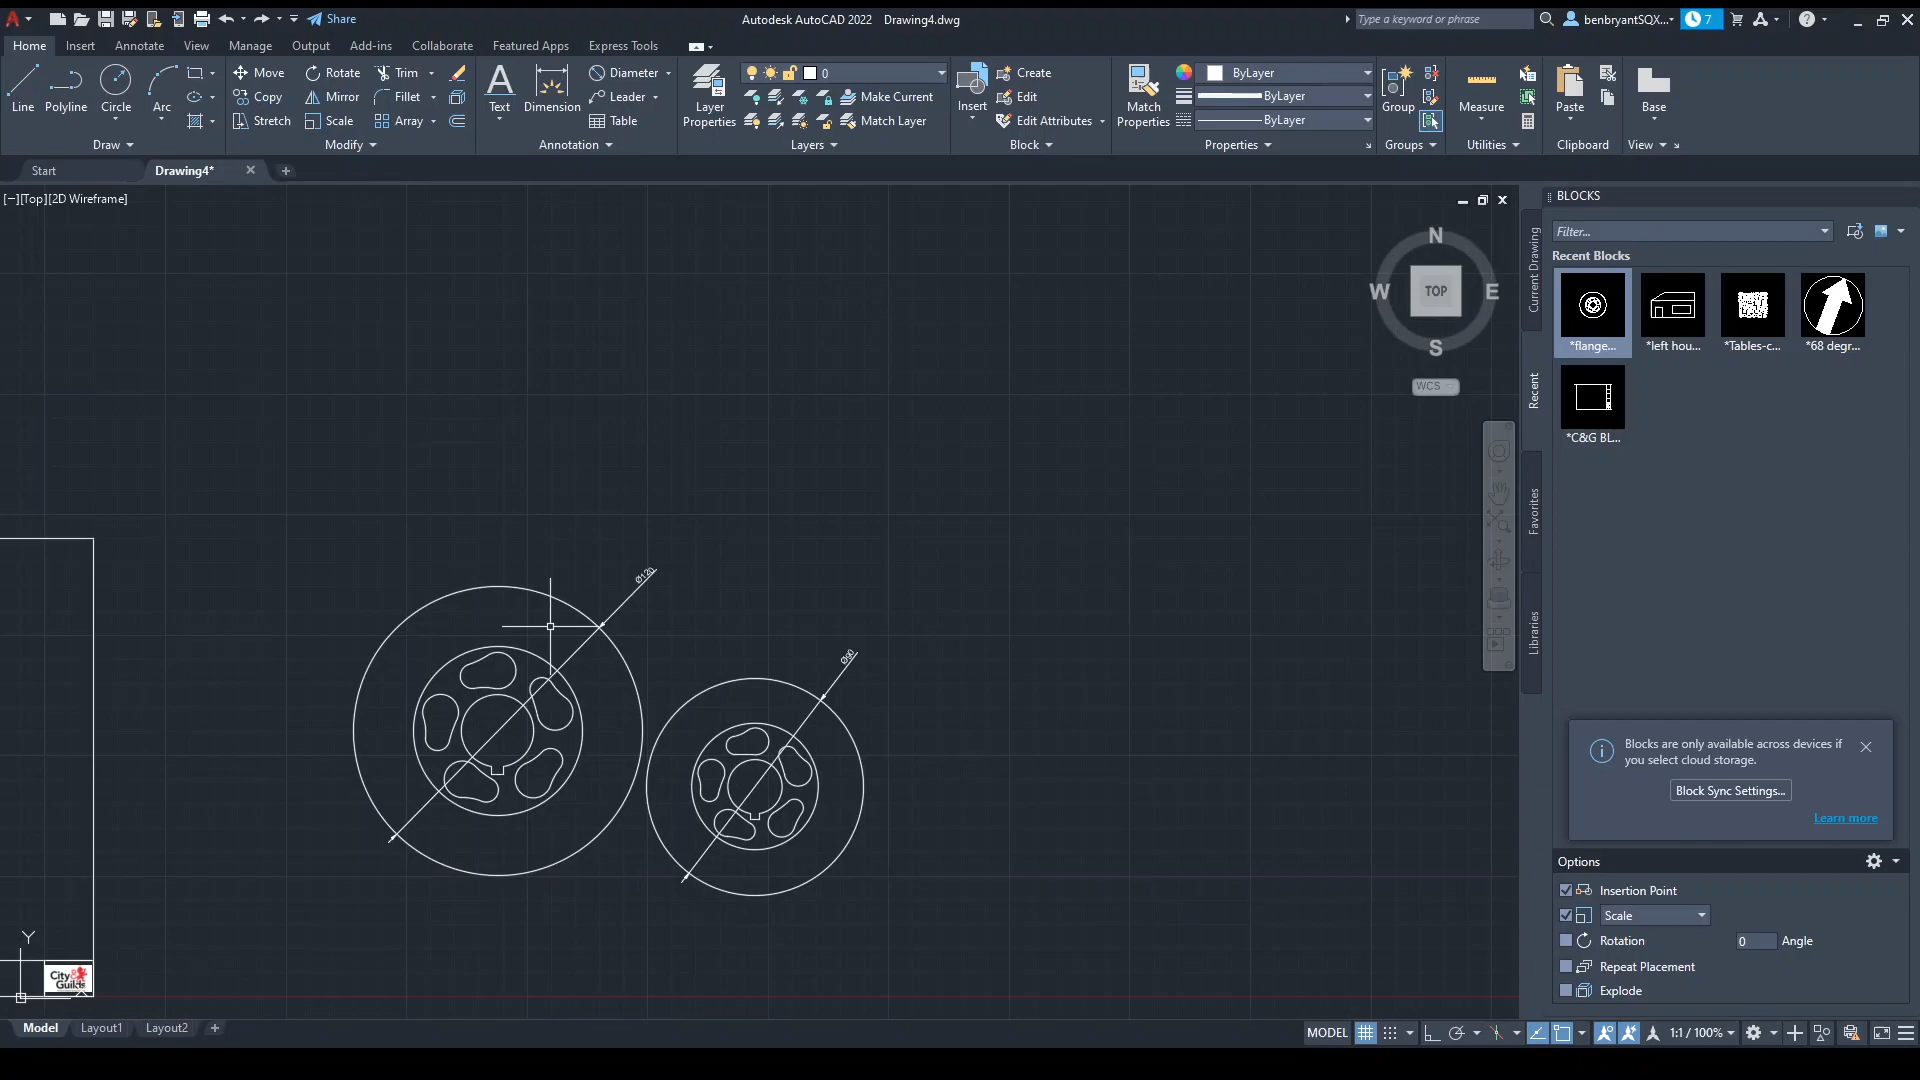 Share
Autodesk AutoCAD 2022 Drawing4.dwg
Type a keyword or phrase
benbryantSQX...
7
Home Insert Annotate View Manage Output Add-ins Collaborate Featured Apps Express Tools
Line Polyline Circle Arc
Move Rotate Trim
Copy Mirror Fillet
Stretch Scale Array
Text Dimension
Diameter
Leader
Table
Layer Properties
0
Make Current
Match Layer
Insert
Create
Edit
Edit Attributes
Match Properties
ByLayer
ByLayer
ByLayer
Group
Measure
Paste
Base
Draw Modify Annotation Layers Block Properties Groups Utilities Clipboard View
Start Drawing4*
[−][Top][2D Wireframe]
N
W TOP E
S
WCS
Ø120
Ø90
Y
City & Guilds
BLOCKS
Filter...
Recent Blocks
*flange... *left hou... *Tables-c... *68 degr...
*C&G BL...
Current Drawing
Recent
Favorites
Libraries
Blocks are only available across devices if
you select cloud storage.
Block Sync Settings...
Learn more
Options
Insertion Point
Scale
Rotation 0 Angle
Repeat Placement
Explode
Model Layout1 Layout2
MODEL 1:1 / 100%